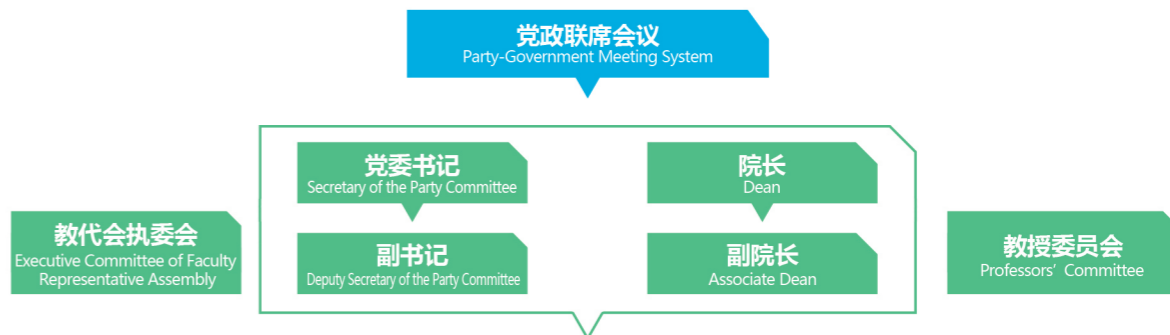 党政联席会议
Party-Government Meeting System
党委书记
Secretary of the Party Committee
院长
Dean
教代会执委会
Executive Committee of Faculty
Representative Assembly
副书记
Deputy Secretary of the Party Committee
副院长
Associate Dean
教授委员会
Professors’ Committee